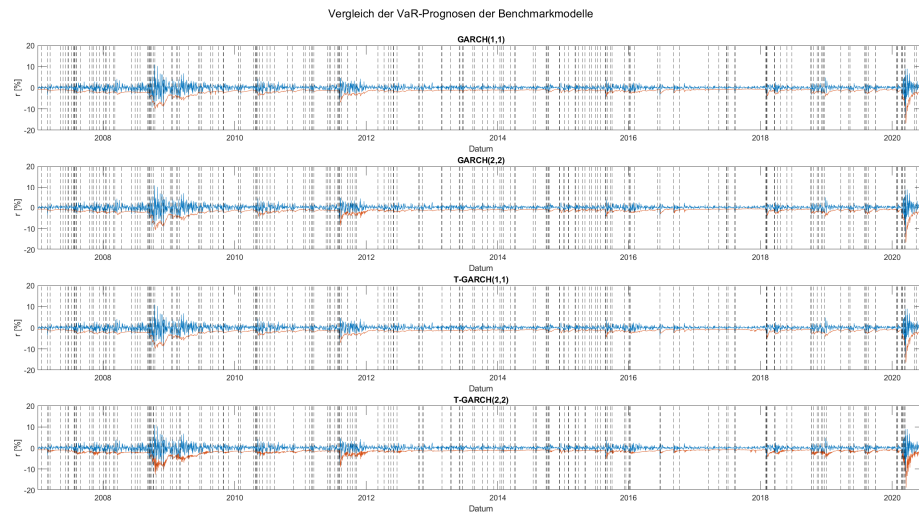 Vergleich der VaR-Prognosen der Benchmarkmodelle
GARCH(1,1)
20
10
0
-10
-20
r [%]
2008 2010 2012 2014 2016 2018 2020
Datum
GARCH(2,2)
20
10
0
-10
-20
r [%]
2008 2010 2012 2014 2016 2018 2020
Datum
T-GARCH(1,1)
20
10
0
-10
-20
r [%]
2008 2010 2012 2014 2016 2018 2020
Datum
T-GARCH(2,2)
20
10
0
-10
-20
r [%]
2008 2010 2012 2014 2016 2018 2020
Datum